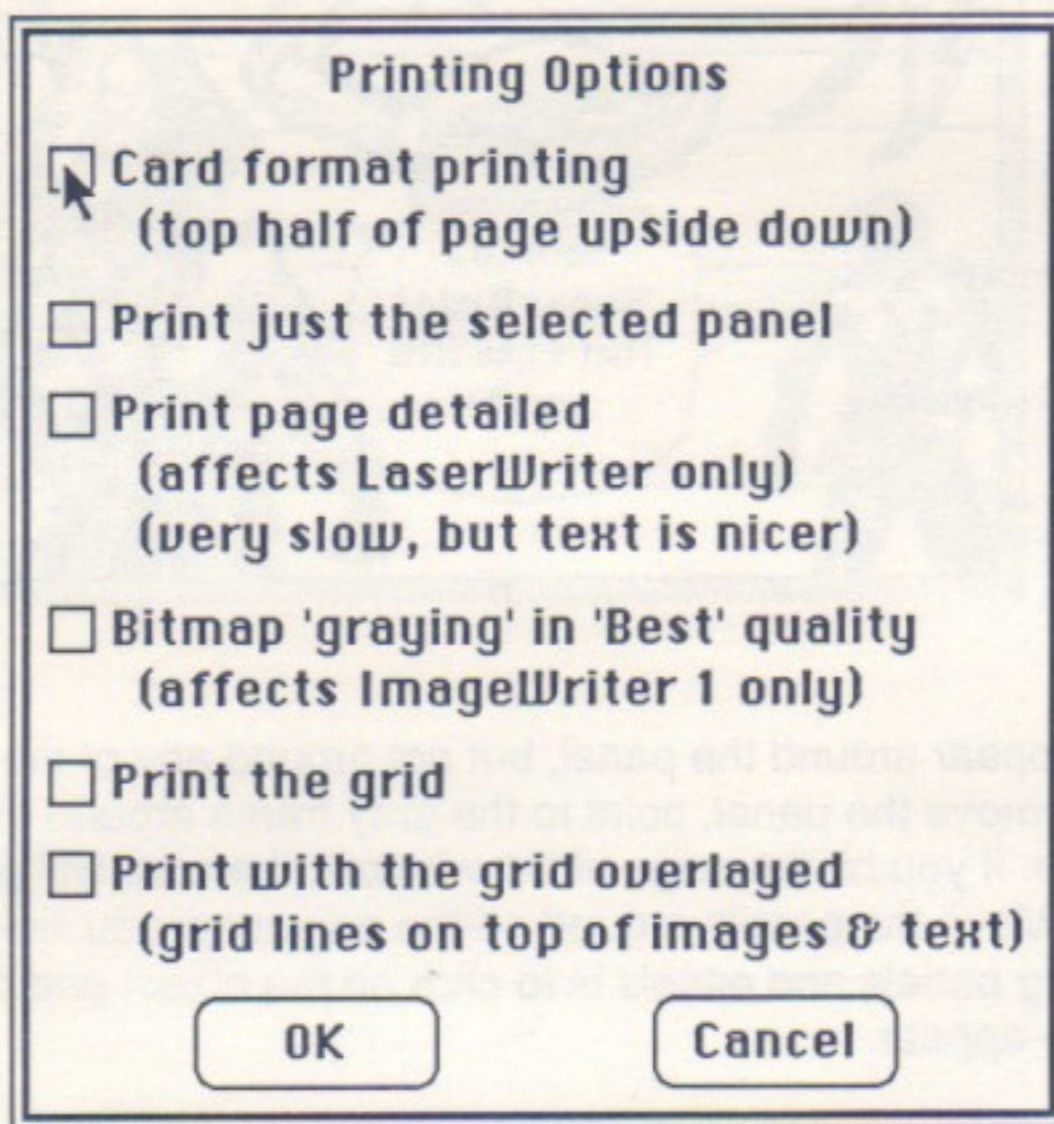 Printing Options
Card format printing
(top half of page upside down)
Print just the selected panel
Print page detailed
(affects LaserWriter only)
(very slow, but text is nicer)
Bitmap 'graying' in 'Best' quality
(affects ImageWriter 1 only)
Print the grid
Print with the grid overlayed
(grid lines on top of images & text)
OK
Cancel